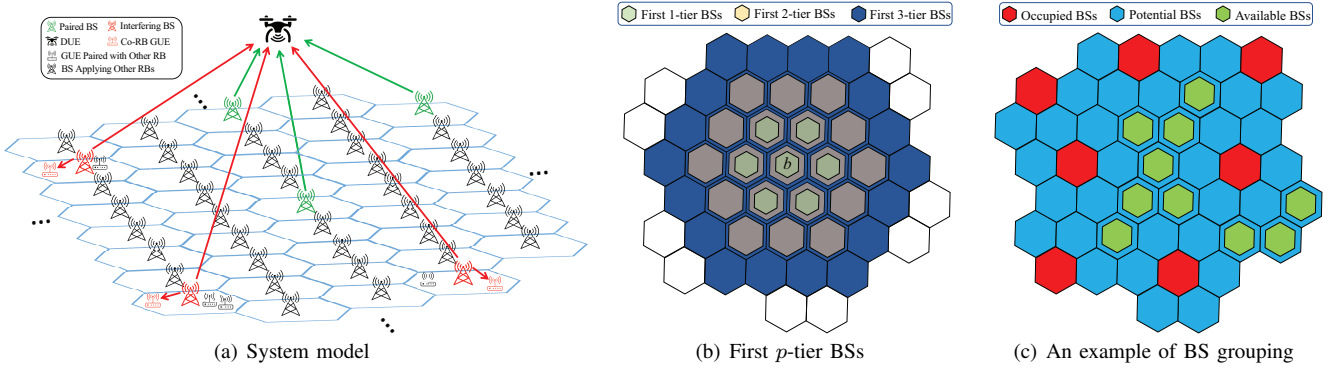 Paired BS Interfering BS
DUE Co-RB GUE
GUE Paired with Other RB
BS Applying Other RBs
First 1-tier BSs First 2-tier BSs First 3-tier BSs
b
Occupied BSs Potential BSs Available BSs
(a) System model
(b) First p-tier BSs
(c) An example of BS grouping